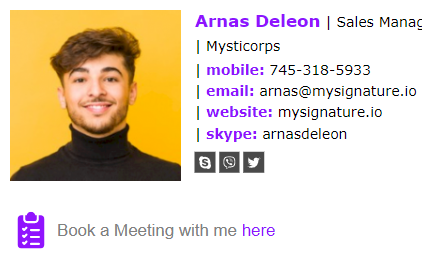 Arnas Deleon | Sales Manag
| Mysticorps
| mobile: 745-318-5933
| email: arnas@mysignature.io
| website: mysignature.io
| skype: arnasdeleon
Book a Meeting with me here